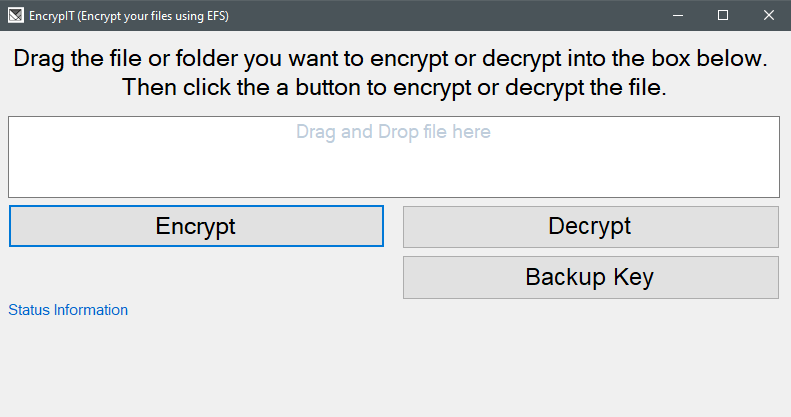 EncrypIT (Encrypt your files using EFS)
Drag the file or folder you want to encrypt or decrypt into the box below.
Then click the a button to encrypt or decrypt the file.
Drag and Drop file here
Encrypt
Decrypt
Backup Key
Status Information